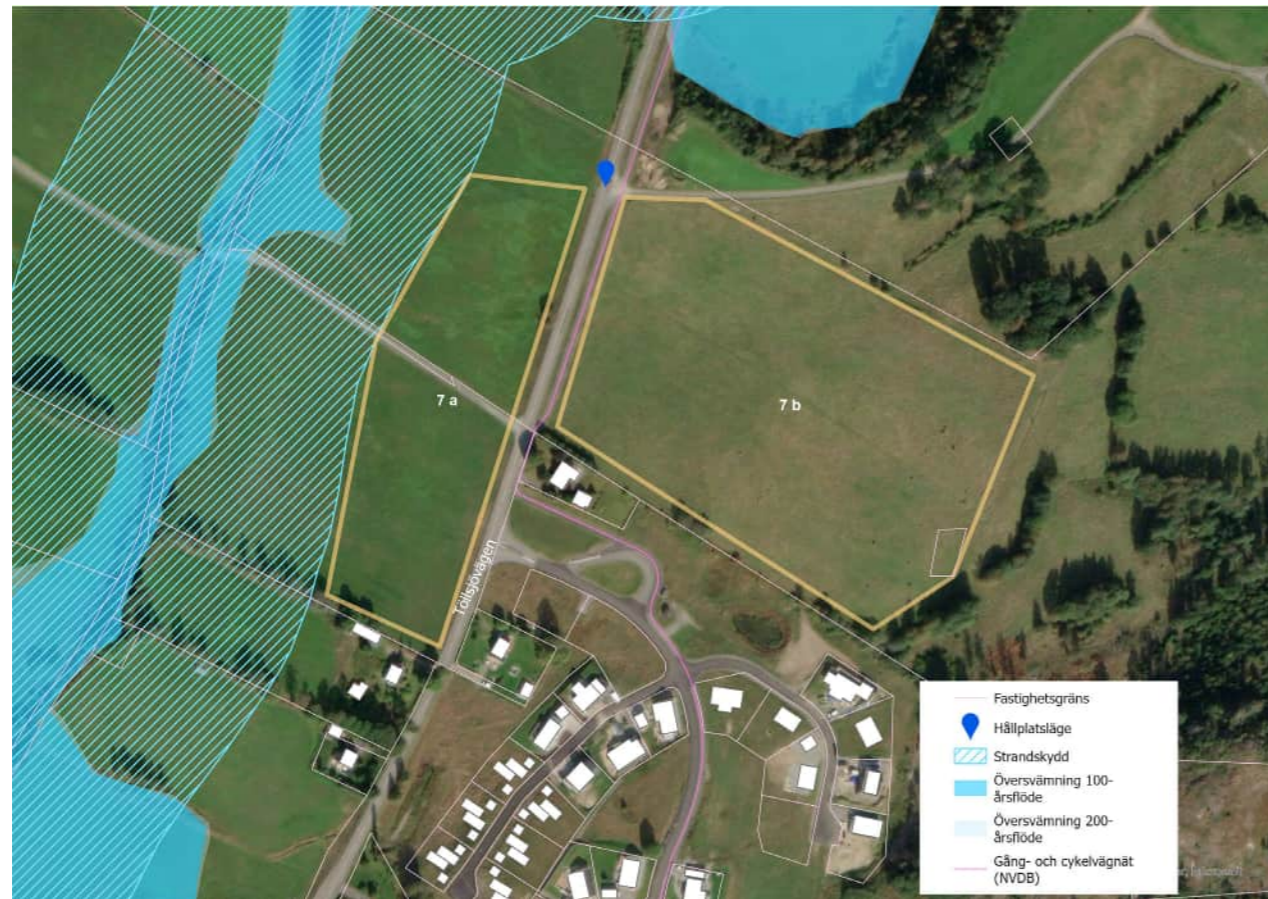 7 a
7 b
Töllsjövägen
Fastighetsgräns
Hållplatsläge
Strandskydd
Översvämning 100-
årsflöde
Översvämning 200-
årsflöde
Gång- och cykelvägnät
(NVDB)